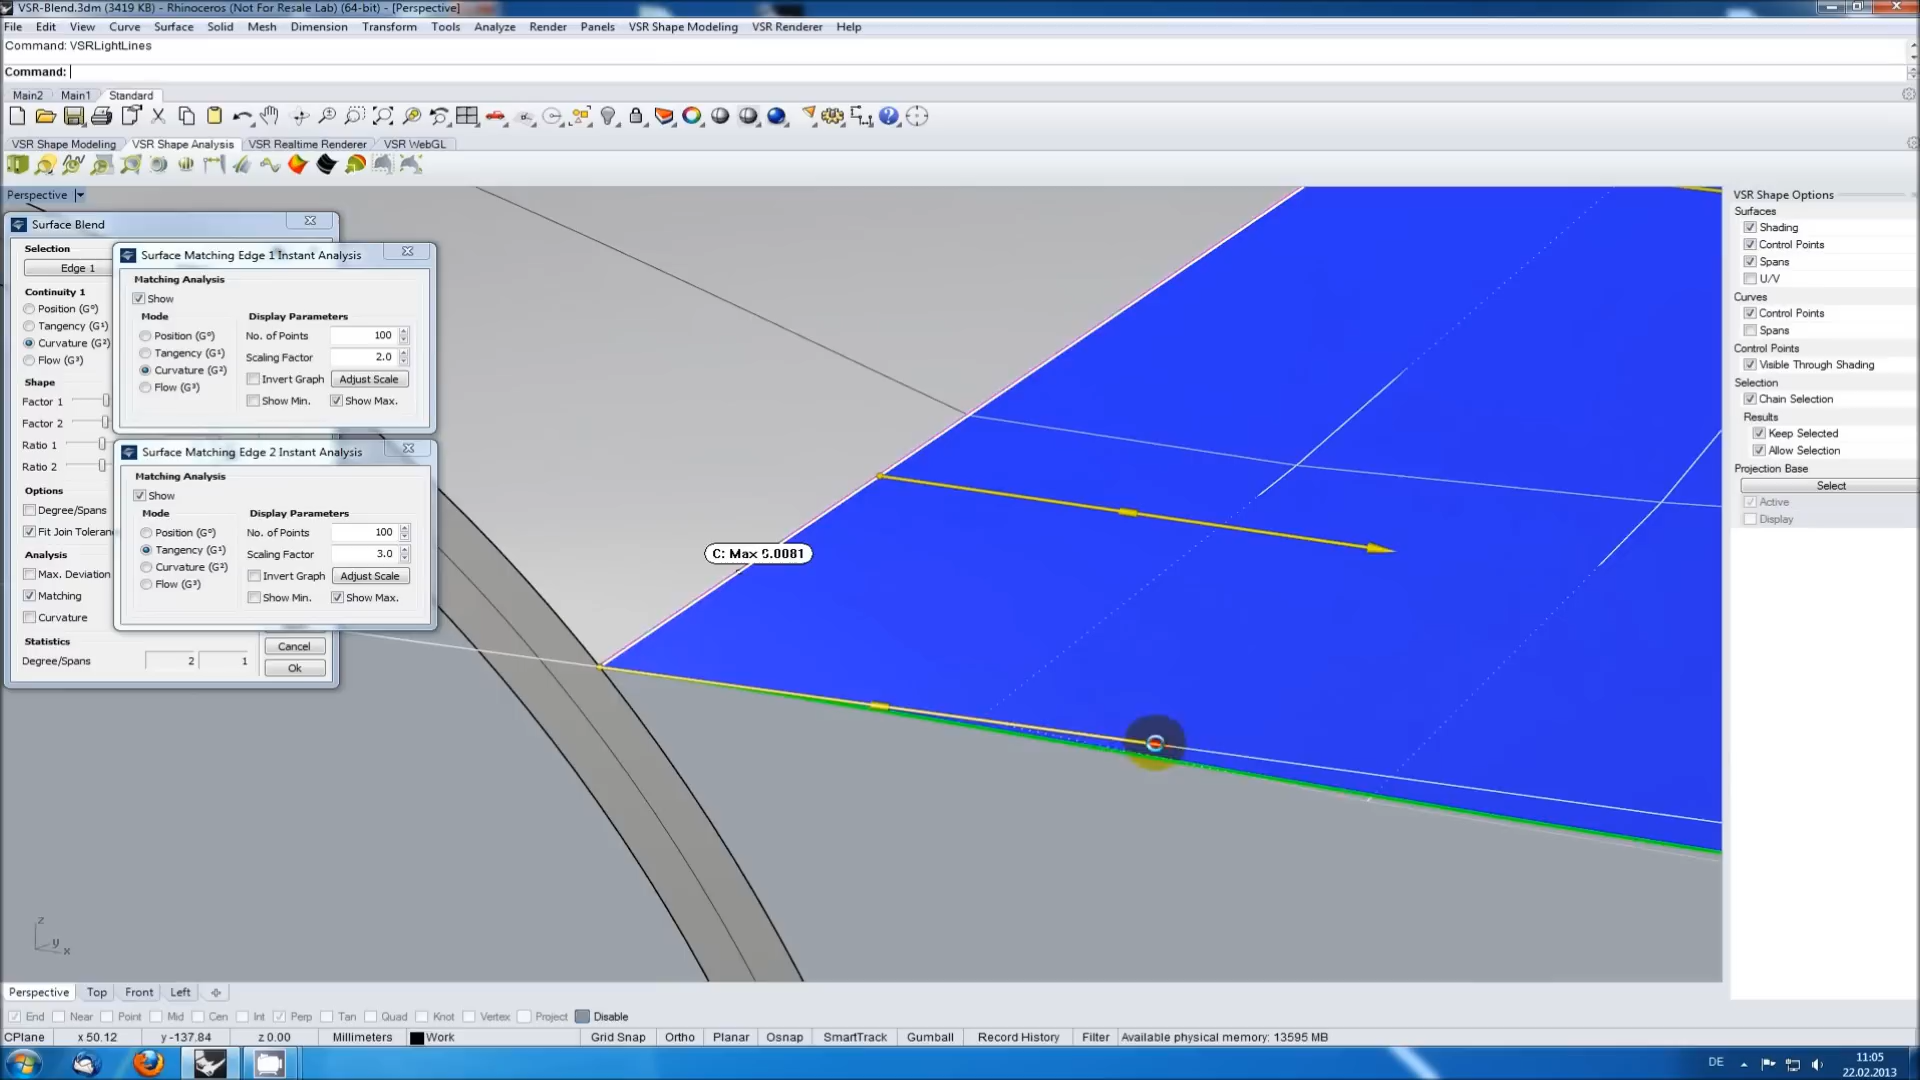 VSR-Blend.3dm (3419 KB) - Rhinoceros (Not For Resale Lab) (64-bit) - [Perspective]
File Edit View Curve Surface Solid Mesh Dimension Transform Tools Analyze Render Panels VSR Shape Modeling VSR Renderer Help
Command: VSRLightLines
Command:
Main2 Main1 Standard
VSR Shape Modeling VSR Shape Analysis VSR Realtime Renderer VSR WebGL
Perspective
Surface Blend
Selection
Edge 1
Continuity 1
Position (G⁰)
Tangency (G¹)
Curvature (G²)
Flow (G³)
Shape
Factor 1
Factor 2
Ratio 1
Ratio 2
Options
Degree/Spans
Fit Join Toleran
Analysis
Max. Deviation
Matching
Curvature
Statistics
Degree/Spans 2 1
Cancel
Ok
Surface Matching Edge 1 Instant Analysis
Matching Analysis
Show
Mode
Position (G⁰)
Tangency (G¹)
Curvature (G²)
Flow (G³)
Display Parameters
No. of Points 100
Scaling Factor 2.0
Invert Graph Adjust Scale
Show Min. Show Max.
Surface Matching Edge 2 Instant Analysis
Matching Analysis
Show
Mode
Position (G⁰)
Tangency (G¹)
Curvature (G²)
Flow (G³)
Display Parameters
No. of Points 100
Scaling Factor 3.0
Invert Graph Adjust Scale
Show Min. Show Max.
C: Max
z
y
x
VSR Shape Options
Surfaces
Shading
Control Points
Spans
U/V
Curves
Control Points
Spans
Control Points
Visible Through Shading
Selection
Chain Selection
Results
Keep Selected
Allow Selection
Projection Base
Select
Active
Display
Perspective Top Front Left
End Near Point Mid Cen Int Perp Tan Quad Knot Vertex Project Disable
CPlane x 50.12 y -137.84 z 0.00 Millimeters Work Grid Snap Ortho Planar Osnap SmartTrack Gumball Record History Filter Available physical memory: 13595 MB
DE
11:05
22.02.2013